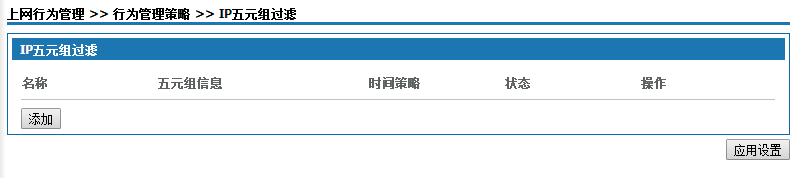 上网行为管理 >> 行为管理策略 >> IP五元组过滤
IP五元组过滤
名称 五元组信息 时间策略 状态 操作
添加
应用设置